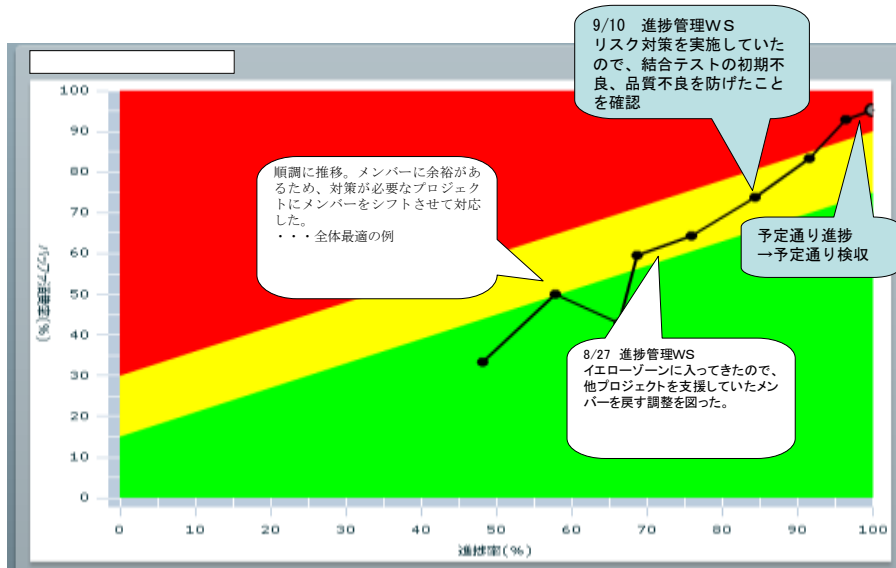 9/10 進捗管理WS
リスク対策を実施していた
ので、結合テストの初期不
良、品質不良を防げたこと
を確認
順調に推移。メンバーに余裕があ
るため、対策が必要なプロジェク
トにメンバーをシフトさせて対応
した。
・・・全体最適の例
予定通り進捗
→予定通り検収
8/27 進捗管理WS
イエローゾーンに入ってきたので、
他プロジェクトを支援していたメン
バーを戻す調整を図った。
バッファ消費率(%)
100
90
80
70
60
50
40
30
20
10
0
0 10 20 30 40 50 60 70 80 90 100
進捗率(%)